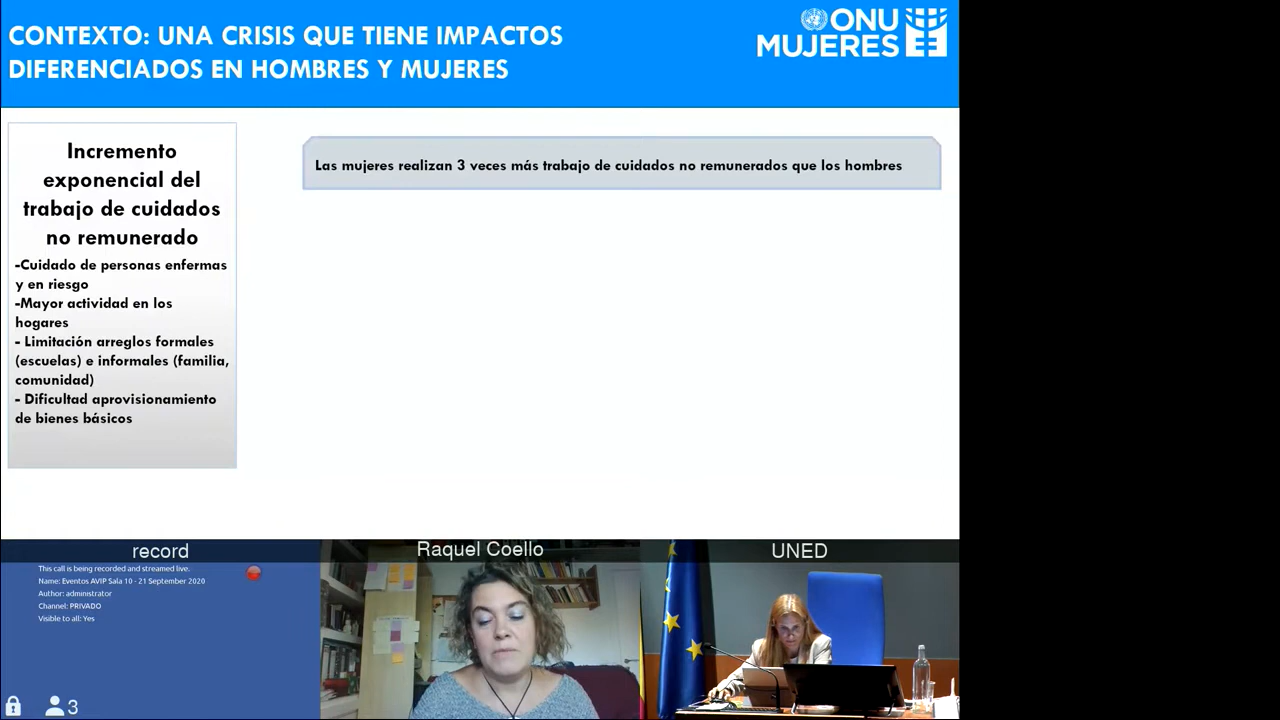 CONTEXTO: UNA CRISIS QUE TIENE IMPACTOS
DIFERENCIADOS EN HOMBRES Y MUJERES
ONU
MUJERES
Incremento
exponencial del
trabajo de cuidados
no remunerado
-Cuidado de personas enfermas
y en riesgo
-Mayor actividad en los
hogares
- Limitación arreglos formales
(escuelas) e informales (familia,
comunidad)
- Dificultad aprovisionamiento
de bienes básicos
Las mujeres realizan 3 veces más trabajo de cuidados no remunerados que los hombres
record
This call is being recorded and streamed live.
Name: Eventos AVIP Sala 10 - 21 September 2020
Author: administrator
Channel: PRIVADO
Visible to all: Yes
3
Raquel Coello
UNED